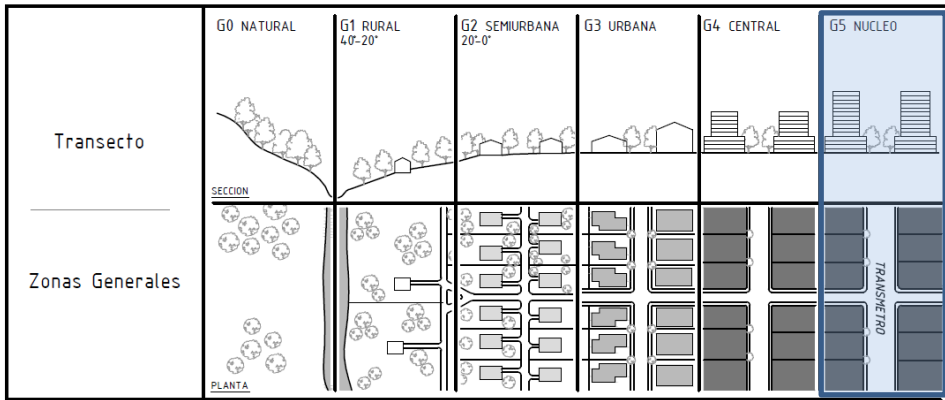 G0 NATURAL
G1 RURAL
40°-20°
G2 SEMIURBANA
20°-0°
G3 URBANA
G4 CENTRAL
G5 NUCLEO
Transecto
SECCION
Zonas Generales
TRANSMETRO
PLANTA